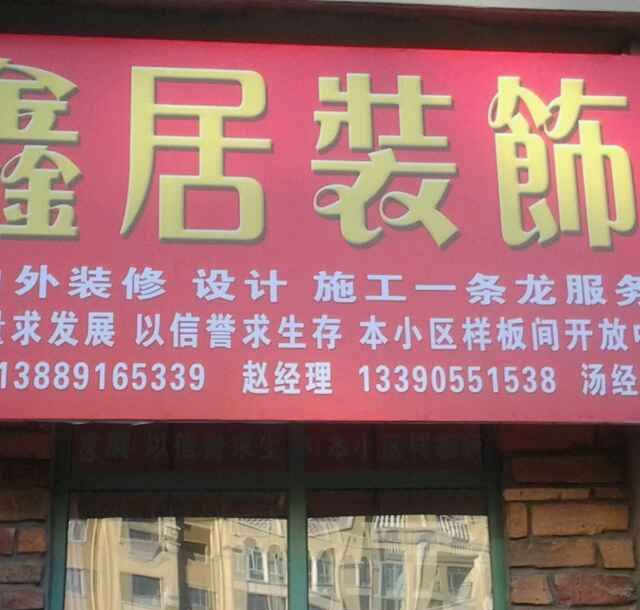 鑫居装飾
外装修 设计 施工一条龙服务
求发展 以信誉求生存 本小区样板间开放
13889165339 赵经理 13390551538 汤经